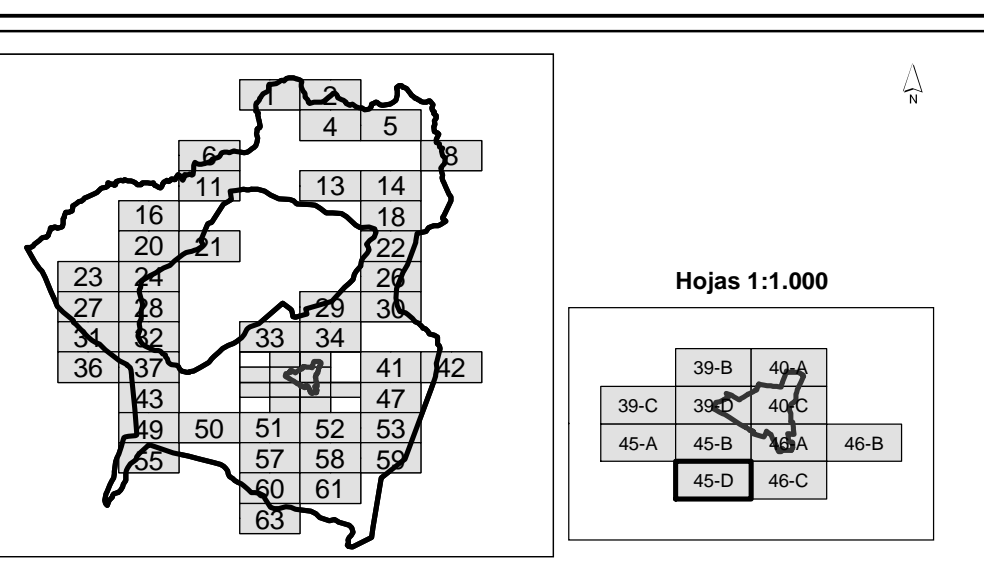 N
1 2
4 5
6 8
11 13 14
16 18
20 21 22
23 24 26
27 28 29 30
31 32 33 34
36 37 41 42
43 47
49 50 51 52 53
55 57 58 59
60 61
63
Hojas 1:1.000
39-B 40-A
39-C 39-D 40-C
45-A 45-B 46-A 46-B
45-D 46-C